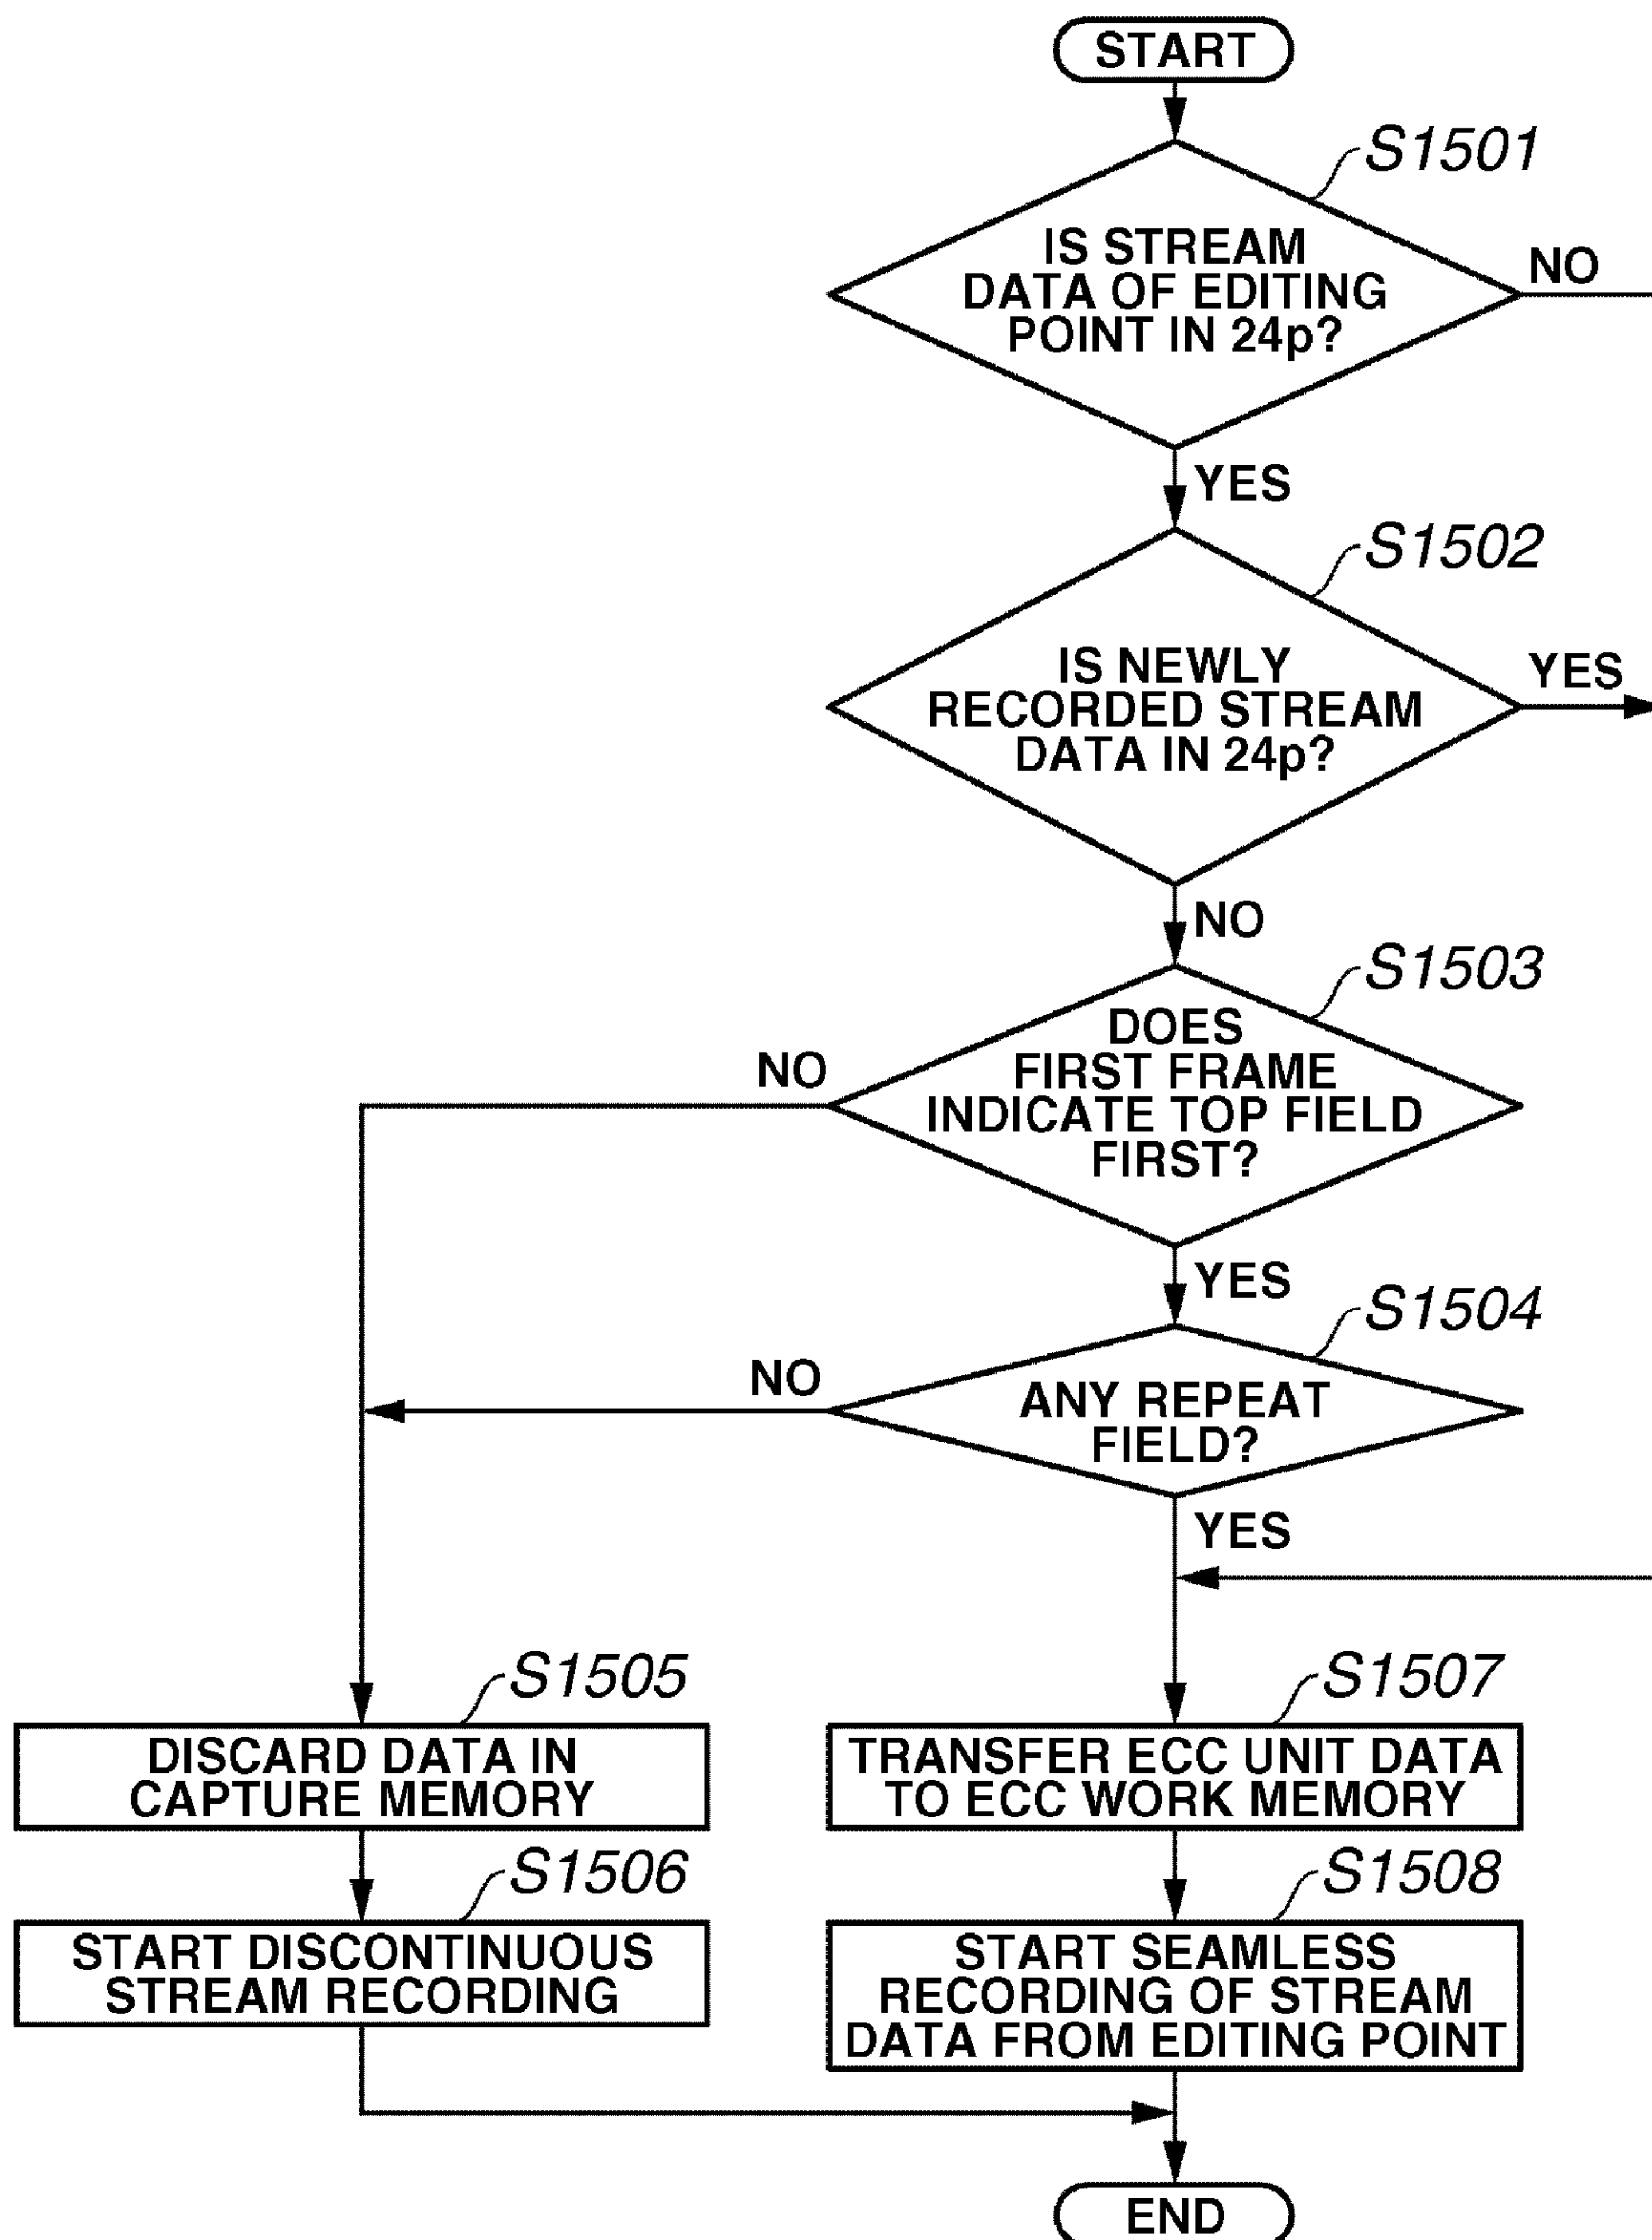 START
S1501
IS STREAM
DATA OF EDITING
POINT IN 24p?
NO
YES
S1502
IS NEWLY
RECORDED STREAM
DATA IN 24p?
YES
NO
S1503
DOES
FIRST FRAME
INDICATE TOP FIELD
FIRST?
NO
YES
S1504
ANY REPEAT
FIELD?
NO
YES
S1505
DISCARD DATA IN
CAPTURE MEMORY
S1507
TRANSFER ECC UNIT DATA
TO ECC WORK MEMORY
S1506
START DISCONTINUOUS
STREAM RECORDING
S1508
START SEAMLESS
RECORDING OF STREAM
DATA FROM EDITING POINT
END